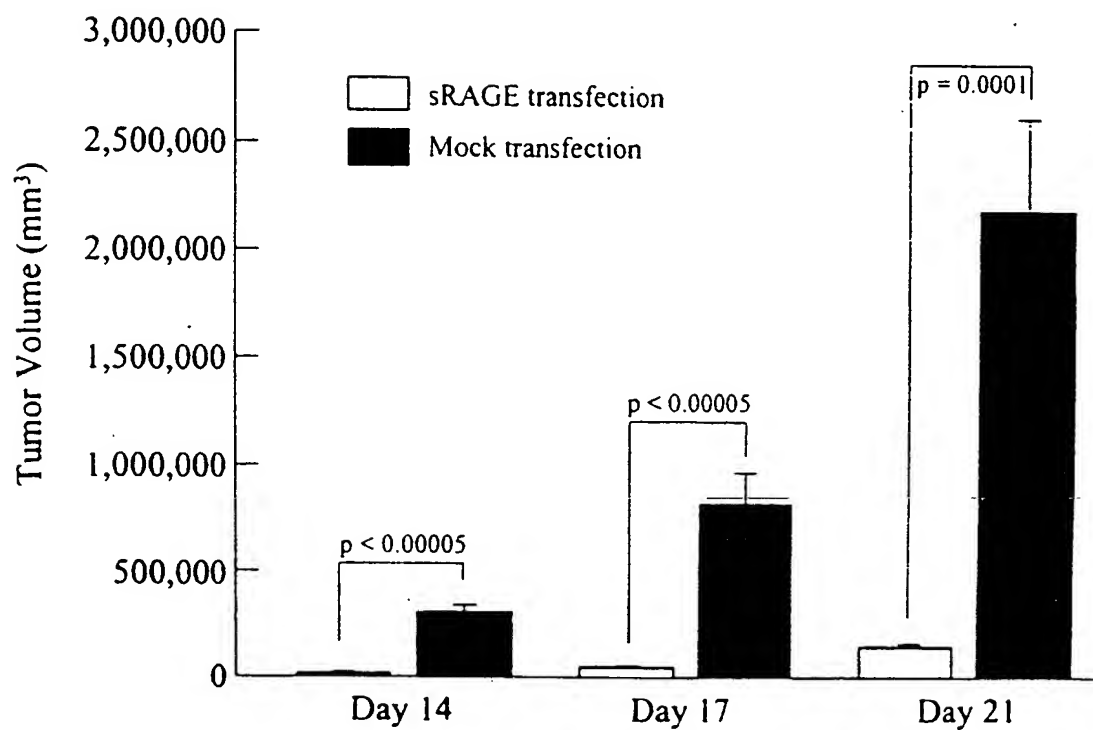 3,000,000
2,500,000
2,000,000
1,500,000
1,000,000
500,000
0
Tumor Volume (mm³)
sRAGE transfection
Mock transfection
p < 0.00005
p < 0.00005
p = 0.0001
Day 14
Day 17
Day 21